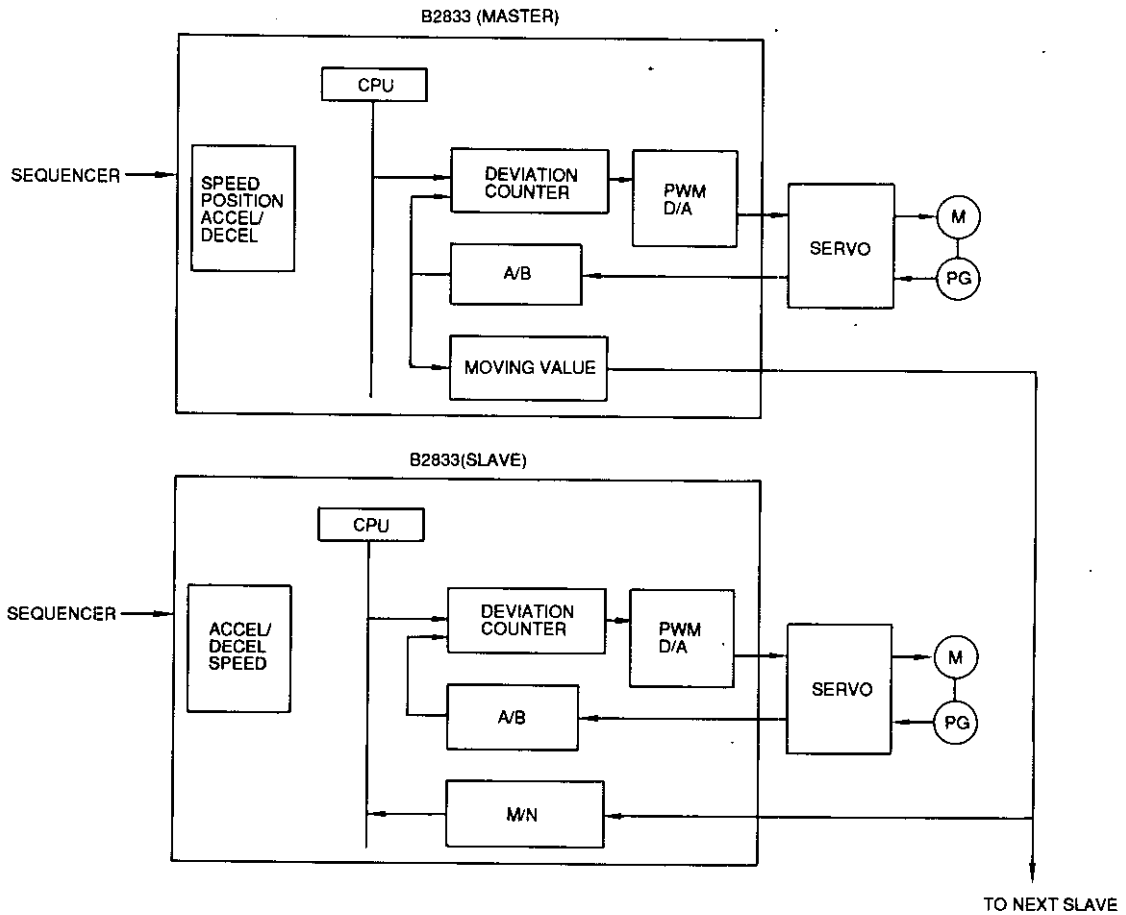 B2833 (MASTER)
CPU
SEQUENCER
SPEED
POSITION
ACCEL/
DECEL
DEVIATION
COUNTER
PWM
D/A
SERVO
M
PG
A/B
MOVING VALUE
B2833(SLAVE)
CPU
SEQUENCER
ACCEL/
DECEL
SPEED
DEVIATION
COUNTER
PWM
D/A
SERVO
M
PG
A/B
M/N
TO NEXT SLAVE